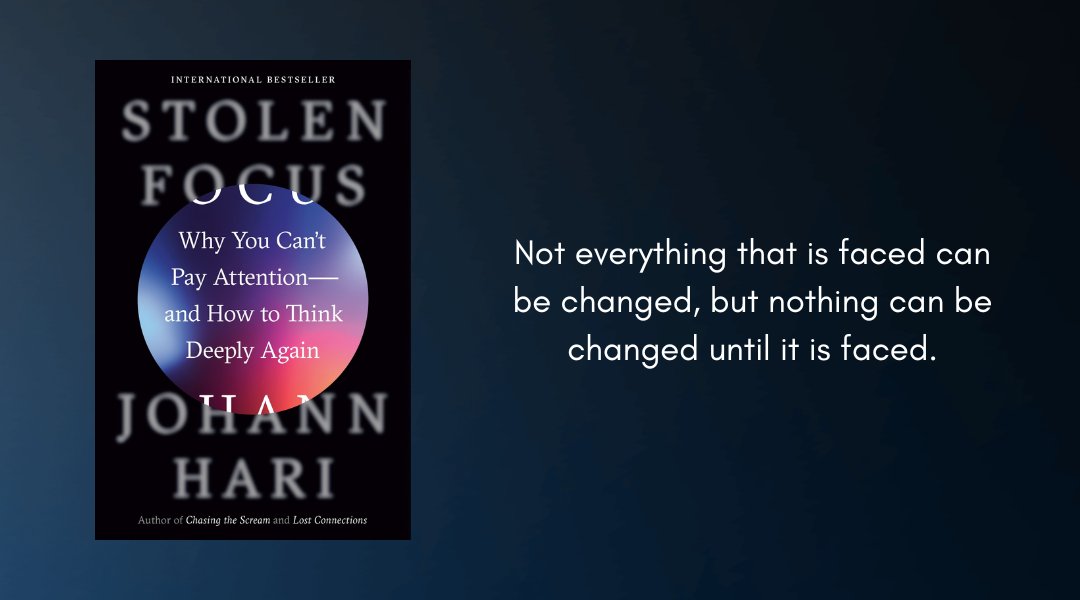 INTERNATIONAL BESTSELLER
STOLEN
FOCUS
Why You Can't
Pay Attention—
and How to Think
Deeply Again
JOHANN
HARI
Author of Chasing the Scream and Lost Connections
Not everything that is faced can
be changed, but nothing can be
changed until it is faced.